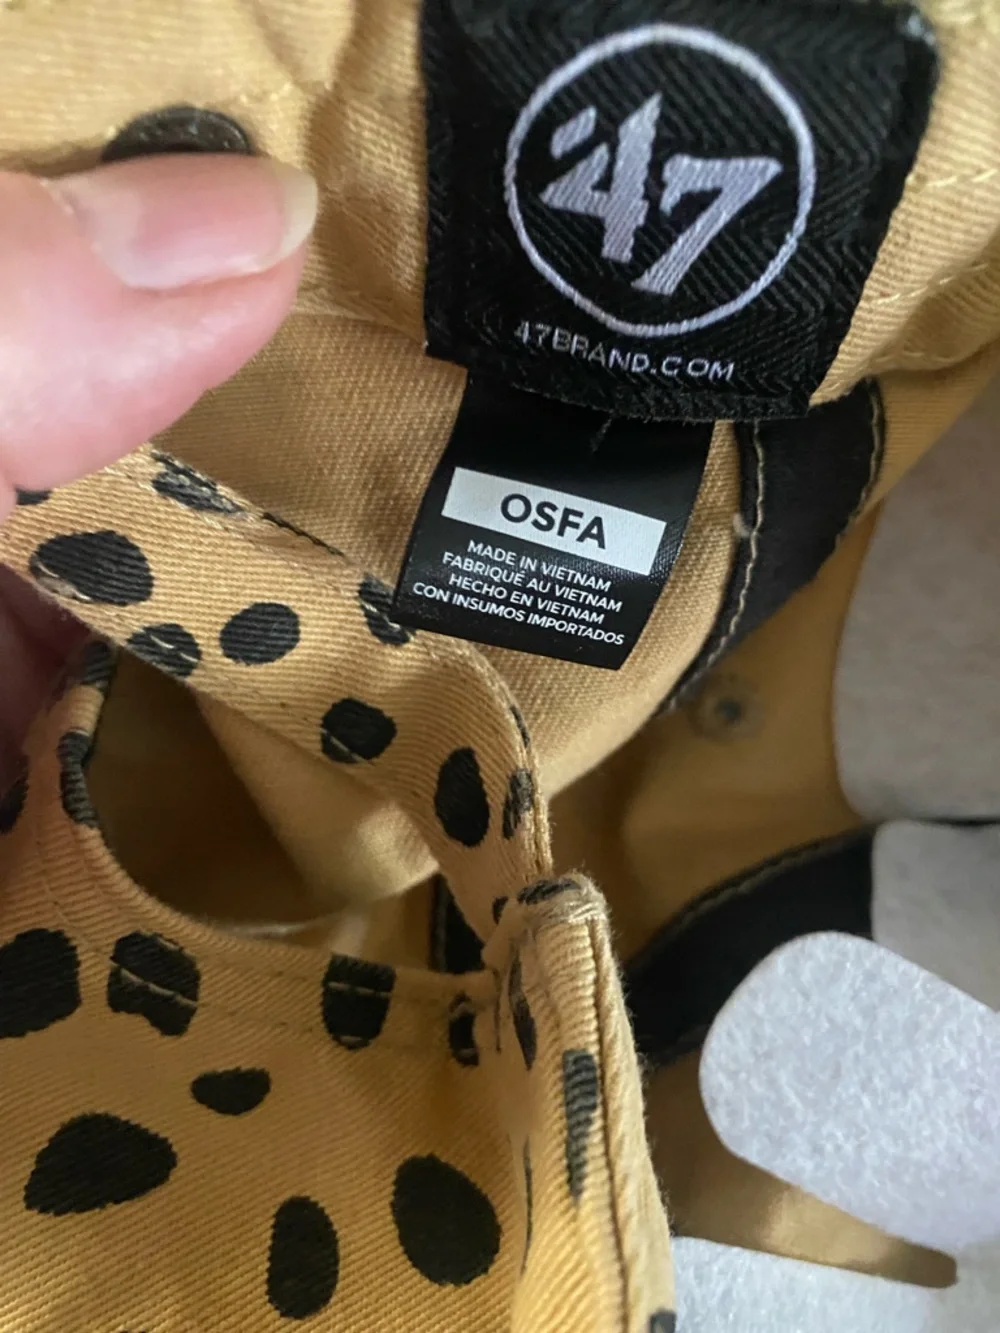 '47
47BRAND.COM
OSFA
MADE IN VIETNAM
FABRIQUÉ AU VIETNAM
HECHO EN VIETNAM
CON INSUMOS IMPORTADOS